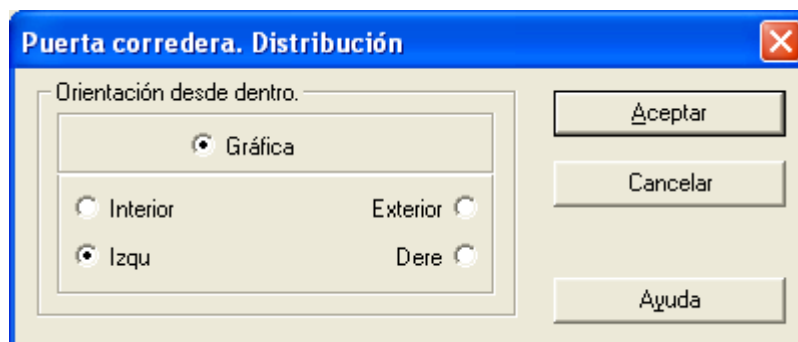 Puerta corredera. Distribución
Orientación desde dentro.
Gráfica
Interior Exterior
Izqu Dere
Aceptar
Cancelar
Ayuda